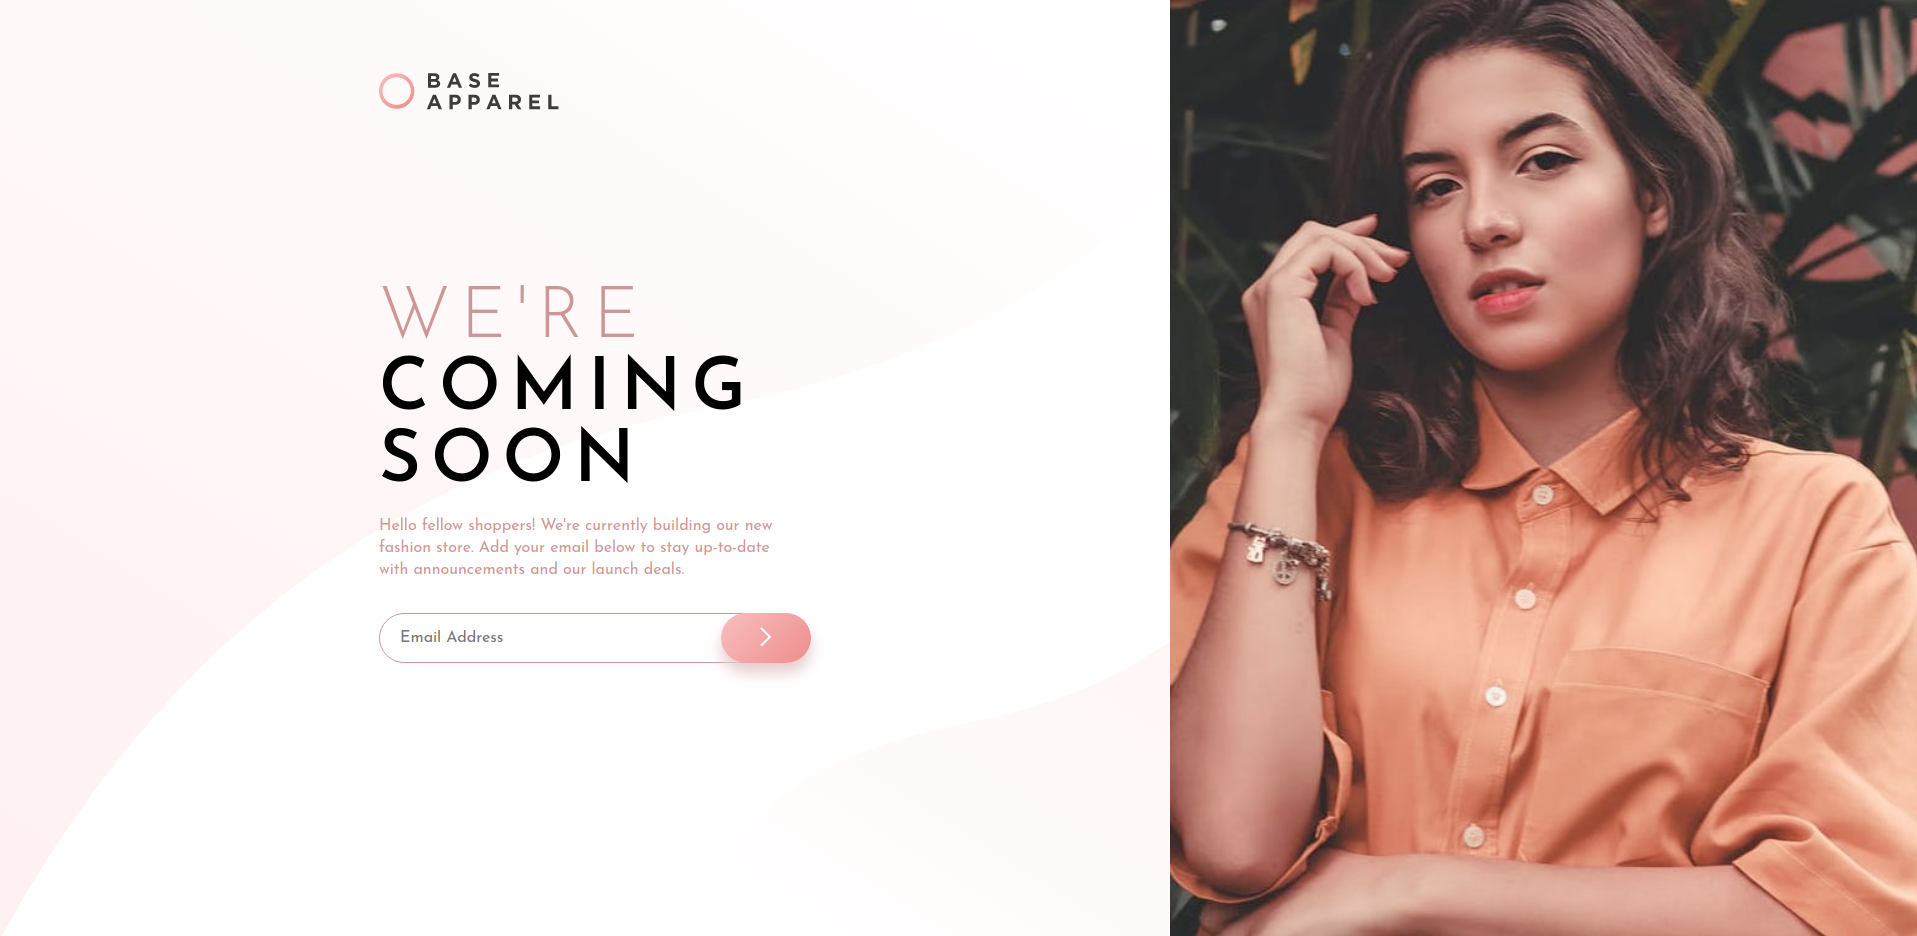 BASE
APPAREL
WE'RE
COMING
SOON
Hello fellow shoppers! We're currently building our new
fashion store. Add your email below to stay up-to-date
with announcements and our launch deals.
Email Address